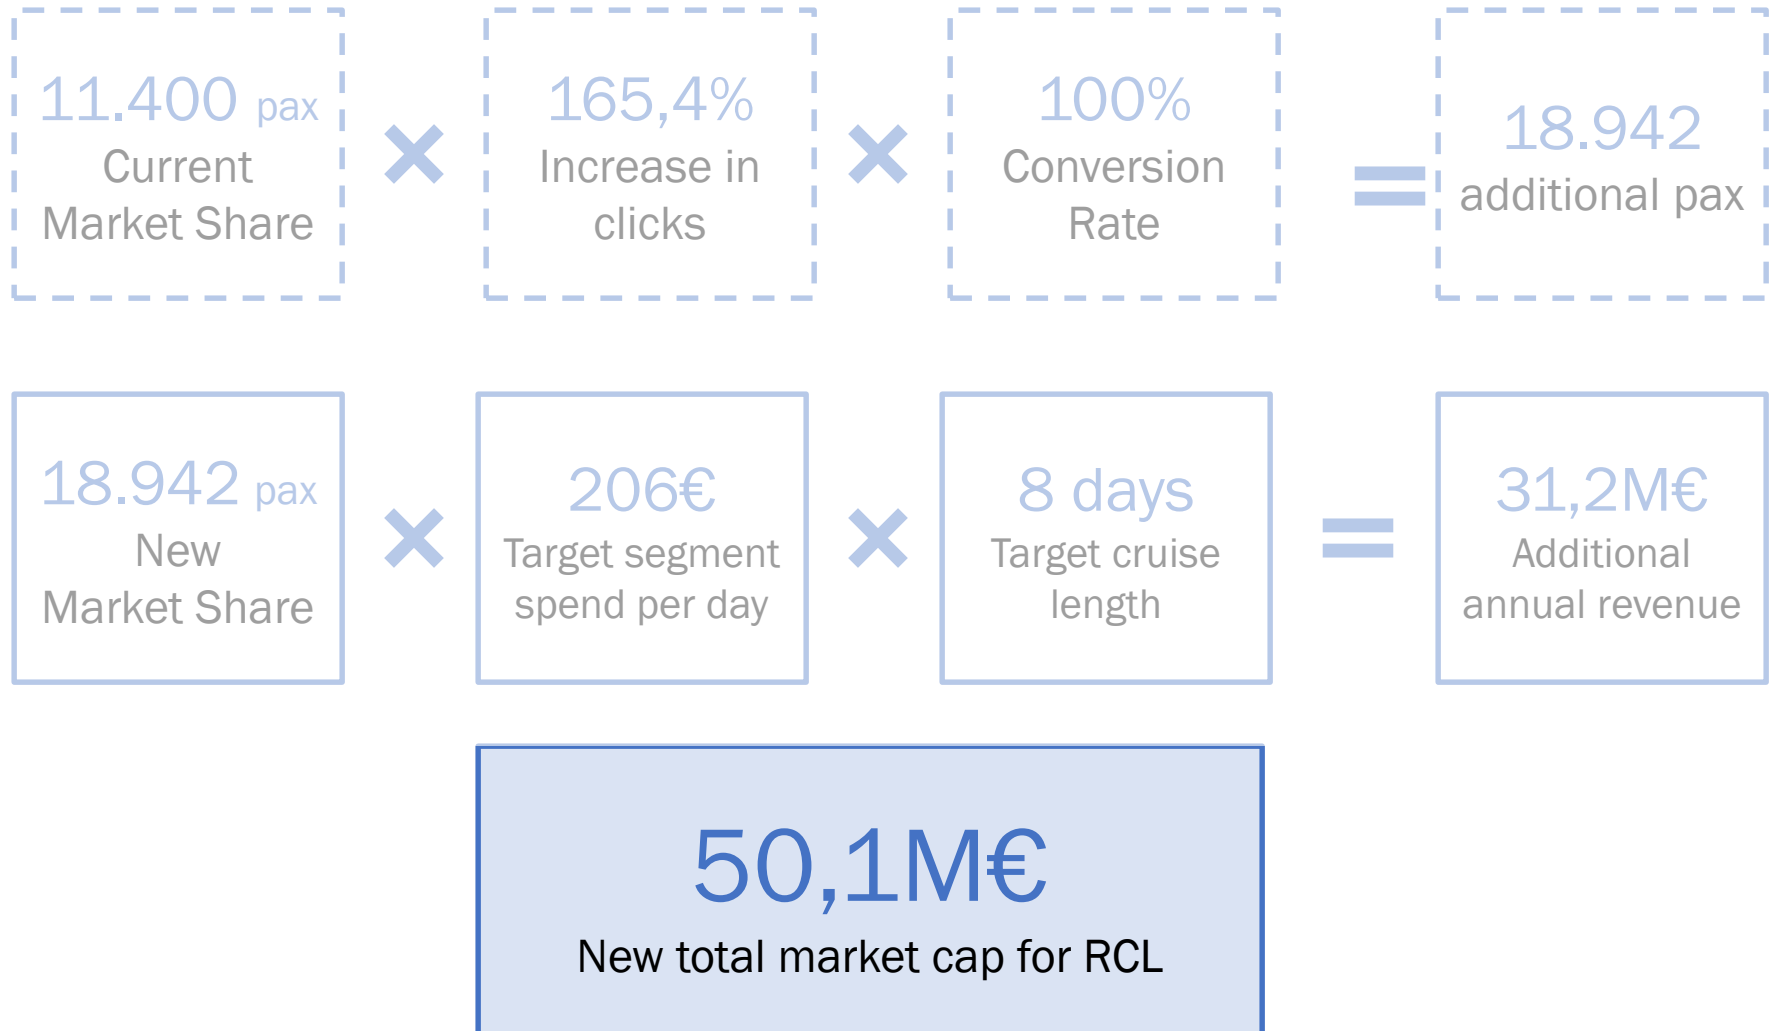 11.400 pax
Current
Market Share
×
165,4%
Increase in
clicks
×
100%
Conversion
Rate
=
18.942
additional pax
18.942 pax
New
Market Share
×
206€
Target segment
spend per day
×
8 days
Target cruise
length
=
31,2M€
Additional
annual revenue
50,1M€
New total market cap for RCL